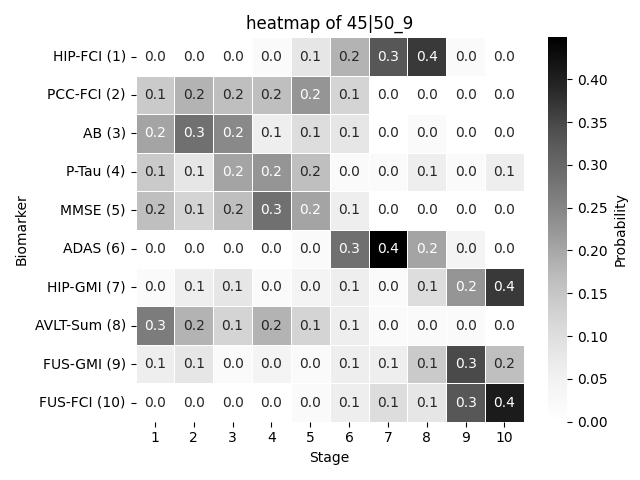 heatmap of 45|50_9
HIP-FCI (1) 0.0 0.0 0.0 0.0 0.1 0.2 0.3 0.4 0.0 0.0
PCC-FCI (2) 0.1 0.2 0.2 0.2 0.2 0.1 0.0 0.0 0.0 0.0
AB (3) 0.2 0.3 0.2 0.1 0.1 0.1 0.0 0.0 0.0 0.0
P-Tau (4) 0.1 0.1 0.2 0.2 0.2 0.0 0.0 0.1 0.0 0.1
MMSE (5) 0.2 0.1 0.2 0.3 0.2 0.1 0.0 0.0 0.0 0.0
ADAS (6) 0.0 0.0 0.0 0.0 0.0 0.3 0.4 0.2 0.0 0.0
HIP-GMI (7) 0.0 0.1 0.1 0.0 0.0 0.1 0.0 0.1 0.2 0.4
AVLT-Sum (8) 0.3 0.2 0.1 0.2 0.1 0.1 0.0 0.0 0.0 0.0
FUS-GMI (9) 0.1 0.1 0.0 0.0 0.0 0.1 0.1 0.1 0.3 0.2
FUS-FCI (10) 0.0 0.0 0.0 0.0 0.0 0.1 0.1 0.1 0.3 0.4
1 2 3 4 5 6 7 8 9 10
Stage
Biomarker
0.40
0.35
0.30
0.25
0.20
0.15
0.10
0.05
0.00
Probability